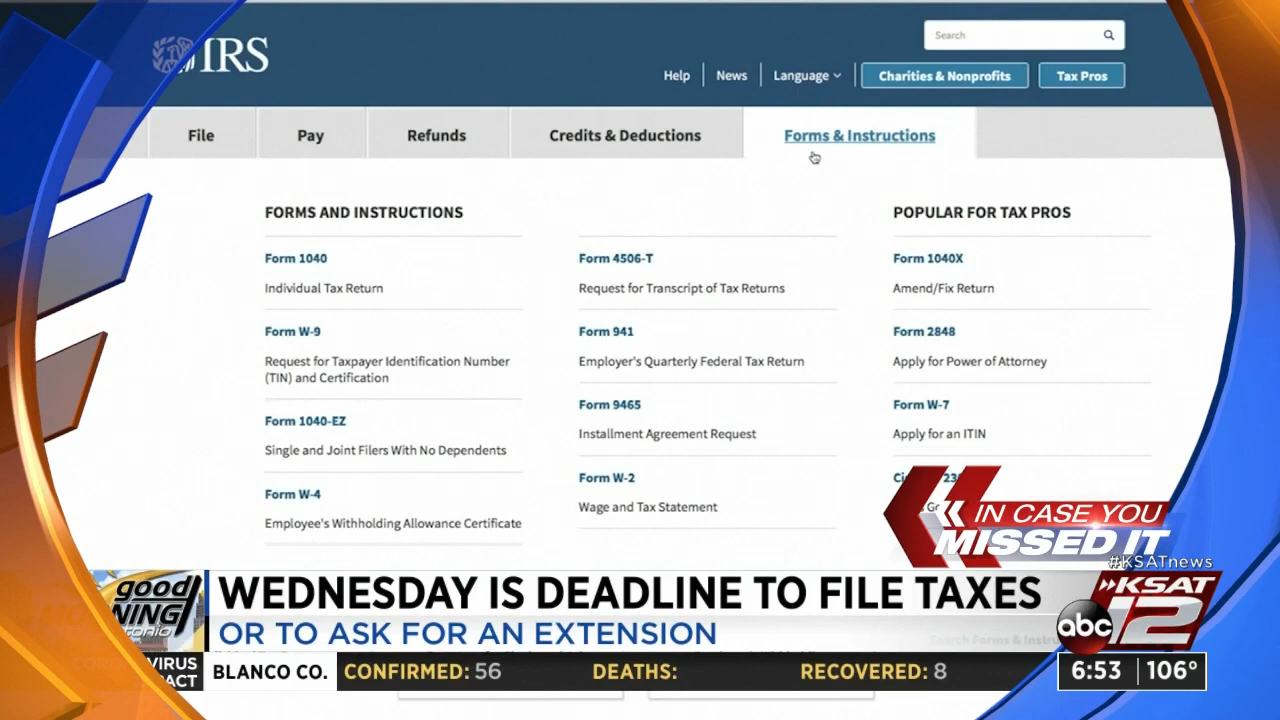 IRS
Search
Help
News
Language
Charities & Nonprofits
Tax Pros
File
Pay
Refunds
Credits & Deductions
Forms & Instructions
FORMS AND INSTRUCTIONS
Form 1040
Individual Tax Return
Form W-9
Request for Taxpayer Identification Number
(TIN) and Certification
Form 1040-EZ
Single and Joint Filers With No Dependents
Form W-4
Employee's Withholding Allowance Certificate
Form 4506-T
Request for Transcript of Tax Returns
Form 941
Employer's Quarterly Federal Tax Return
Form 9465
Installment Agreement Request
Form W-2
Wage and Tax Statement
POPULAR FOR TAX PROS
Form 1040X
Amend/Fix Return
Form 2848
Apply for Power of Attorney
Form W-7
Apply for an ITIN
IN CASE YOU
MISSED IT
#KSATnews
good
WEDNESDAY IS DEADLINE TO FILE TAXES
OR TO ASK FOR AN EXTENSION
abc
KSAT
12
BLANCO CO.
CONFIRMED: 56
DEATHS:
RECOVERED: 8
6:53
106°